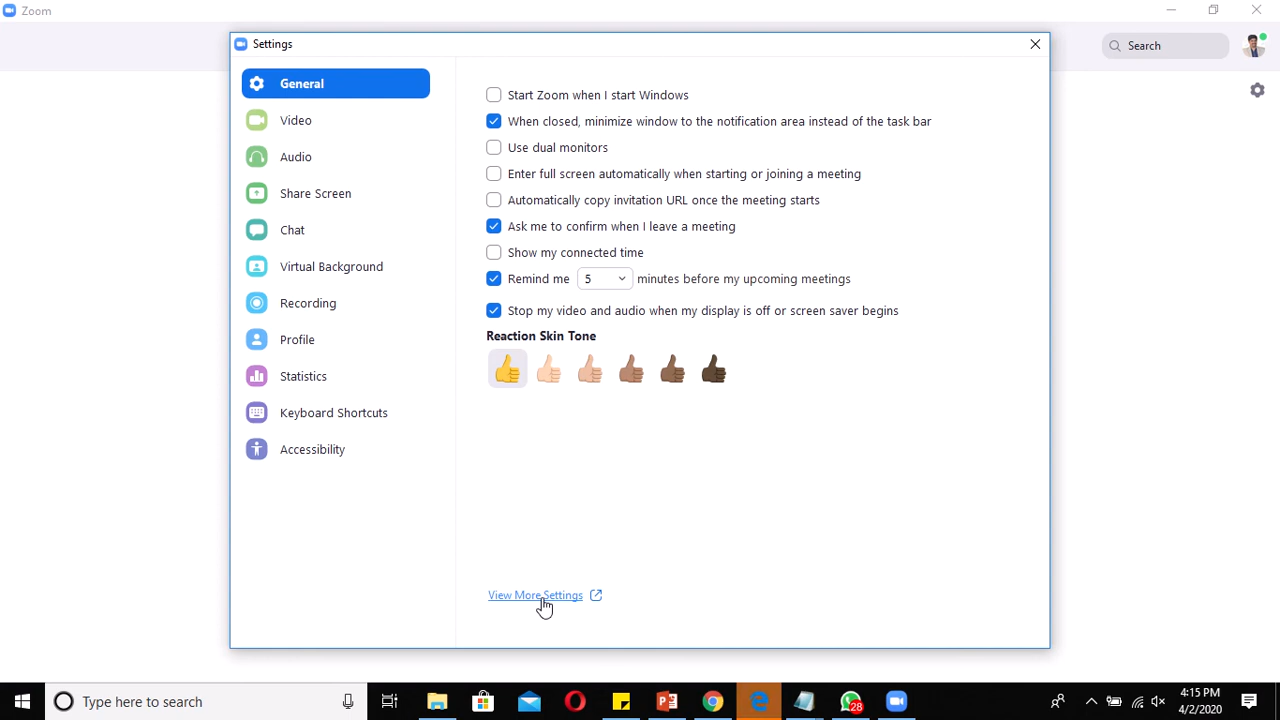 Zoom
Settings
Search
General
Video
Audio
Share Screen
Chat
Virtual Background
Recording
Profile
Statistics
Keyboard Shortcuts
Accessibility
Start Zoom when I start Windows
When closed, minimize window to the notification area instead of the task bar
Use dual monitors
Enter full screen automatically when starting or joining a meeting
Automatically copy invitation URL once the meeting starts
Ask me to confirm when I leave a meeting
Show my connected time
Remind me 5 minutes before my upcoming meetings
Stop my video and audio when my display is off or screen saver begins
Reaction Skin Tone
View More Settings
Type here to search
28
4:15 PM
4/2/2020